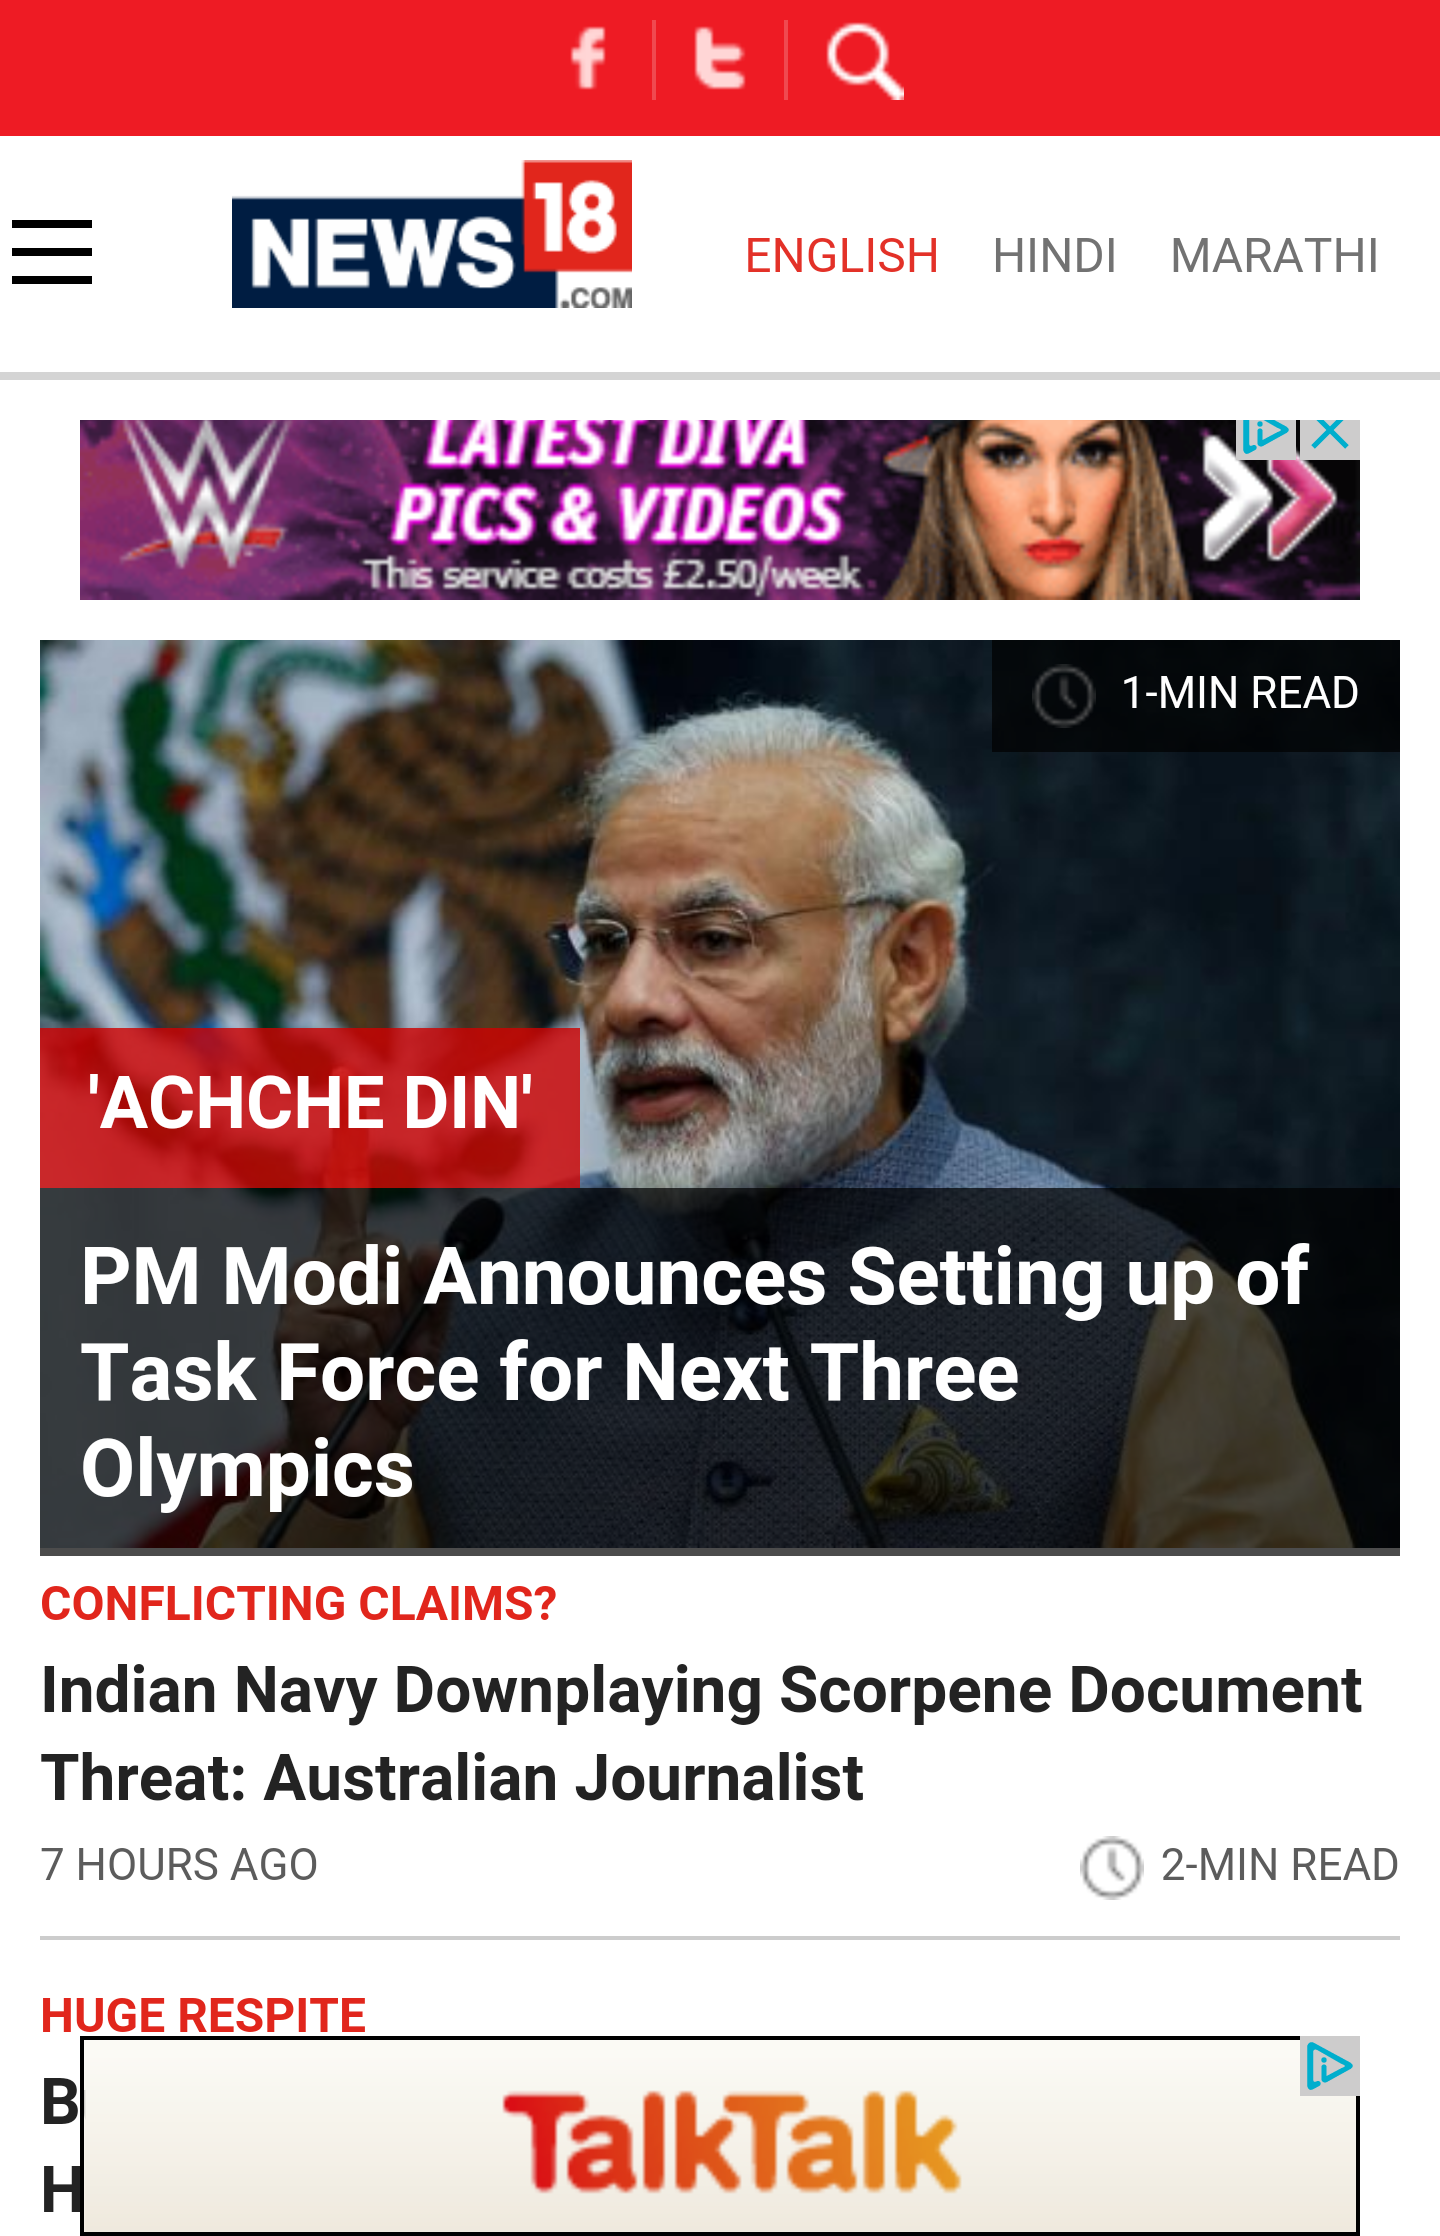 NEWS 18
.COM
ENGLISH HINDI MARATHI
LATEST DIVA
PICS & VIDEOS
This service costs £2.50/week
1-MIN READ
'ACHCHE DIN'
PM Modi Announces Setting up of
Task Force for Next Three
Olympics
CONFLICTING CLAIMS?
Indian Navy Downplaying Scorpene Document
Threat: Australian Journalist
7 HOURS AGO 2-MIN READ
HUGE RESPITE
TalkTalk